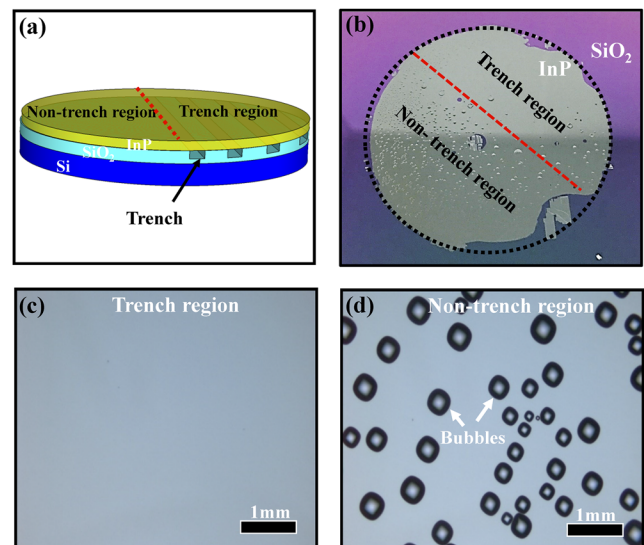 (a)
Non-trench region Trench region
InP
SiO₂
Si
Trench
(b)
SiO₂
InP
Trench region
Non- trench region
(c)
Trench region
1mm
(d)
Non-trench region
Bubbles
1mm